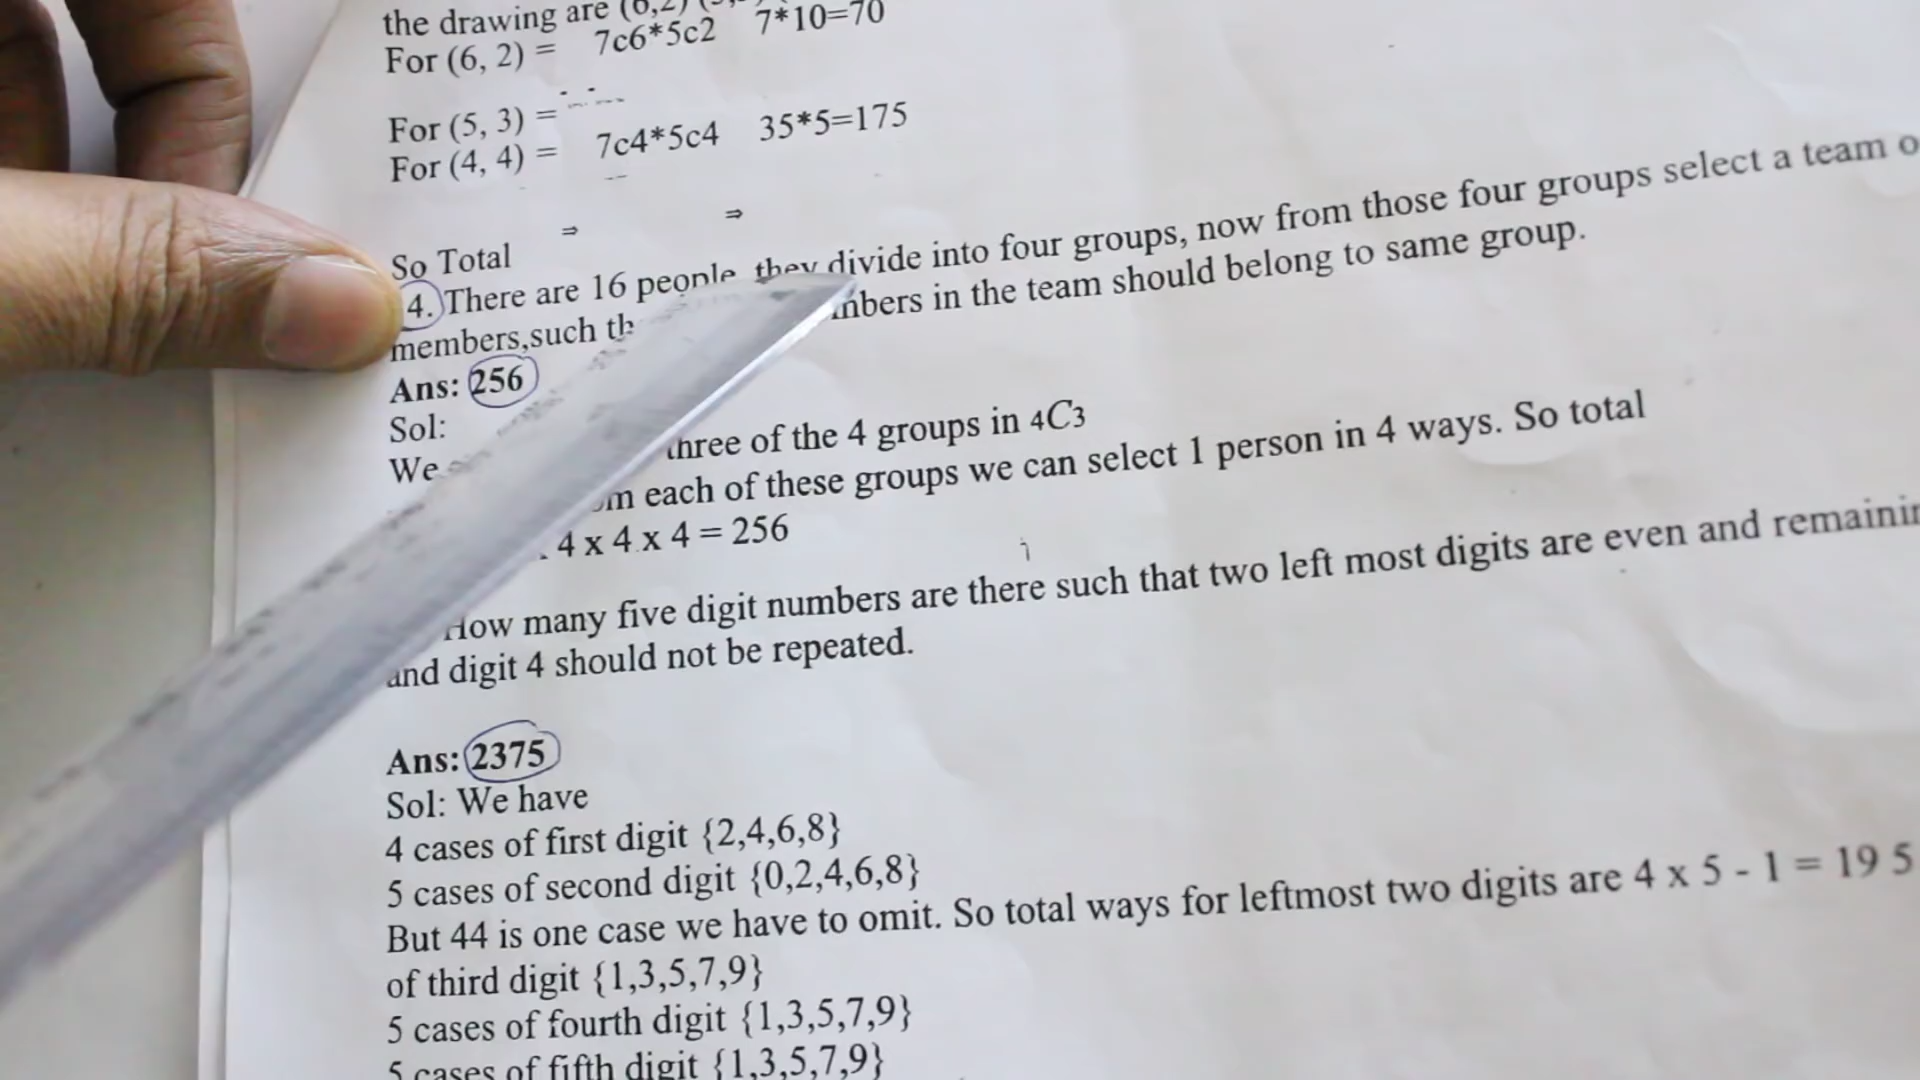 the drawing are (6,2)
For (6, 2) = 7c6*5c2 7*10=70
For (5, 3) =
For (4, 4) = 7c4*5c4 35*5=175
⇒ ⇒
So Total
4. There are 16 people, they divide into four groups, now from those four groups select a team o
members,such th mbers in the team should belong to same group.
Ans: 256
Sol:
We hree of the 4 groups in 4C3
m each of these groups we can select 1 person in 4 ways. So total
4 x 4 x 4 = 256
How many five digit numbers are there such that two left most digits are even and remainin
and digit 4 should not be repeated.
Ans: 2375
Sol: We have
4 cases of first digit {2,4,6,8}
5 cases of second digit {0,2,4,6,8}
But 44 is one case we have to omit. So total ways for leftmost two digits are 4 x 5 - 1 = 19 5
of third digit {1,3,5,7,9}
5 cases of fourth digit {1,3,5,7,9}
5 cases of fifth digit {1,3,5,7,9}